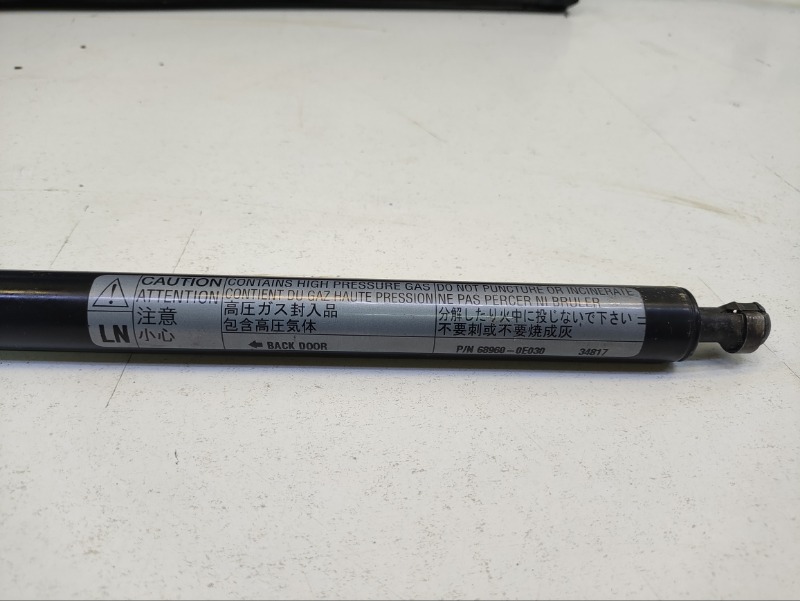 CAUTION CONTAINS HIGH PRESSURE GAS DO NOT PUNCTURE OR INCINERATE
ATTENTION CONTIENT DU GAZ HAUTE PRESSION NE PAS PERCER NI BRULER
注意 高圧ガス封入品 分解したり火中に投じないで下さい
LN 小心 包含高圧気体 不要刺或不要焼成灰
BACK DOOR P/N 68960-0E030 34817